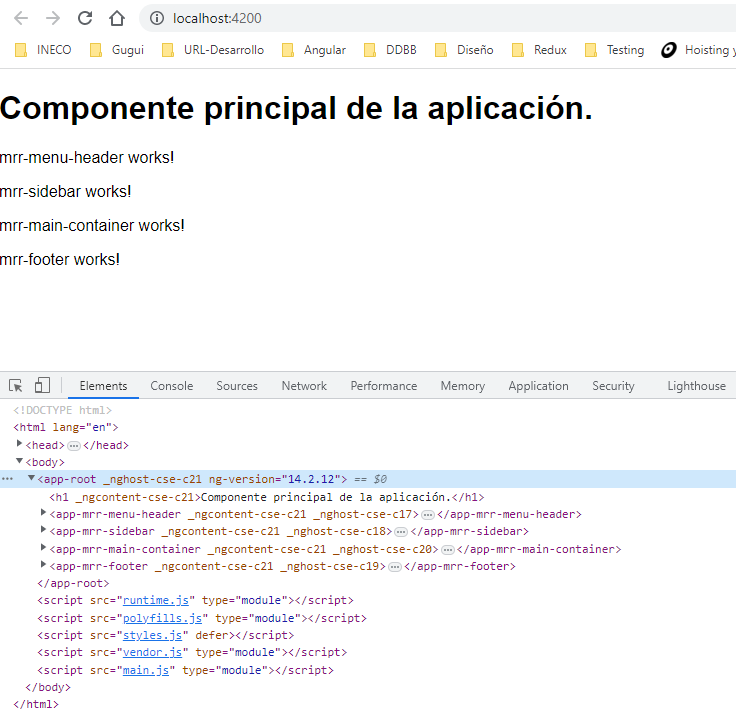 localhost:4200
INECO Gugui URL-Desarrollo Angular DDBB Diseño Redux Testing Hoisting y
Componente principal de la aplicación.
mrr-menu-header works!
mrr-sidebar works!
mrr-main-container works!
mrr-footer works!
Elements Console Sources Network Performance Memory Application Security Lighthouse
<!DOCTYPE html>
<html lang="en">
<head>⋯</head>
<body>
⋯ <app-root _nghost-cse-c21 ng-version="14.2.12"> == $0
<h1 _ngcontent-cse-c21>Componente principal de la aplicación.</h1>
<app-mrr-menu-header _ngcontent-cse-c21 _nghost-cse-c17>⋯</app-mrr-menu-header>
<app-mrr-sidebar _ngcontent-cse-c21 _nghost-cse-c18>⋯</app-mrr-sidebar>
<app-mrr-main-container _ngcontent-cse-c21 _nghost-cse-c20>⋯</app-mrr-main-container>
<app-mrr-footer _ngcontent-cse-c21 _nghost-cse-c19>⋯</app-mrr-footer>
</app-root>
<script src="runtime.js" type="module"></script>
<script src="polyfills.js" type="module"></script>
<script src="styles.js" defer></script>
<script src="vendor.js" type="module"></script>
<script src="main.js" type="module"></script>
</body>
</html>